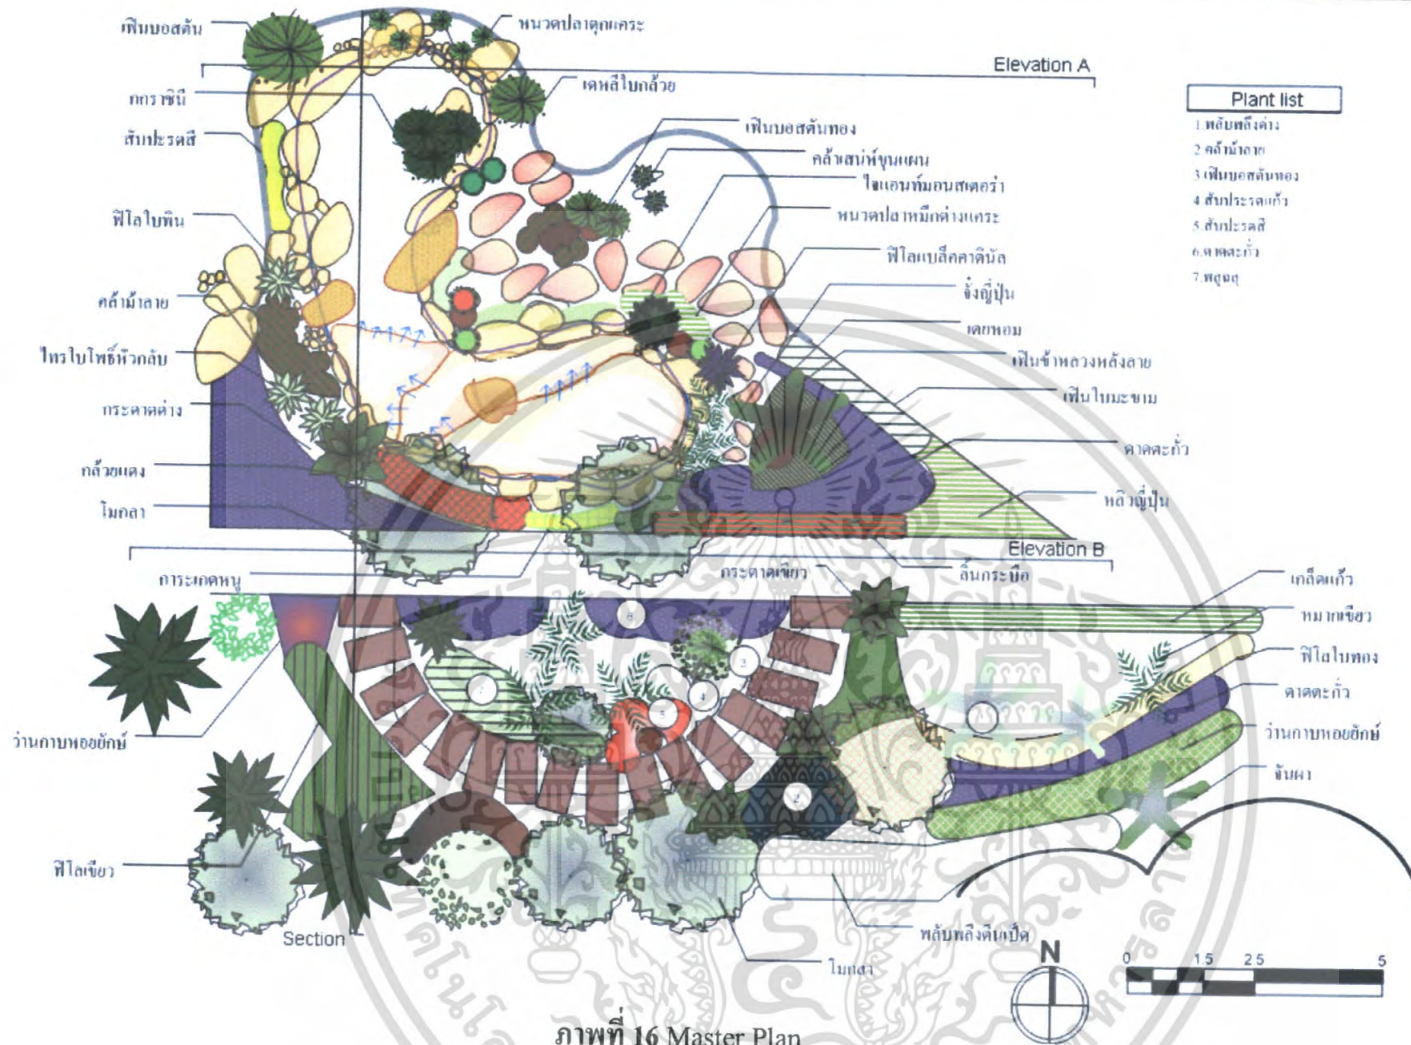 เฟินบอสตัน
หนวดปลาดุกแคระ
Elevation A
กกราชินี
เดหลีใบกล้วย
สับปะรดสี
เฟินบอสตันทอง
คล้าเสน่ห์ขุนแผน
ใจแอนท์มอนสเตอร่า
ฟิโลใบพิน
หนวดปลาหมึกด่างแคระ
ฟิโลแบล็คคาดินัล
คล้าม้าลาย
จั๋งญี่ปุ่น
เตยหอม
ไทรใบโพธิ์หัวกลับ
เฟินข้าหลวงหลังลาย
กระดาดด่าง
เฟินใบมะขาม
กล้วยแดง
ดาดตะกั่ว
โมกลา
หลิวญี่ปุ่น
Elevation B
Plant list
1.พลับพลึงด่าง
2.คล้าม้าลาย
3.เฟินบอสตันทอง
4.สับประรดแก้ว
5.สับปะรดสี
6.ดาดตะกั่ว
7.พลูฉลุ
การะเกดหนู
กระดาดเขียว
ลิ้นกระบือ
เกล็ดแก้ว
หมากเขียว
ฟิโลใบทอง
ดาดตะกั่ว
ว่านกาบหอยยักษ์
ว่านกาบหอยยักษ์
จันผา
ฟิโลเขียว
Section
พลับพลึงตีนเป็ด
โมกลา
6
3
4
5
7
2
N
0 1.5 2.5 5
ภาพที่ 16 Master Plan